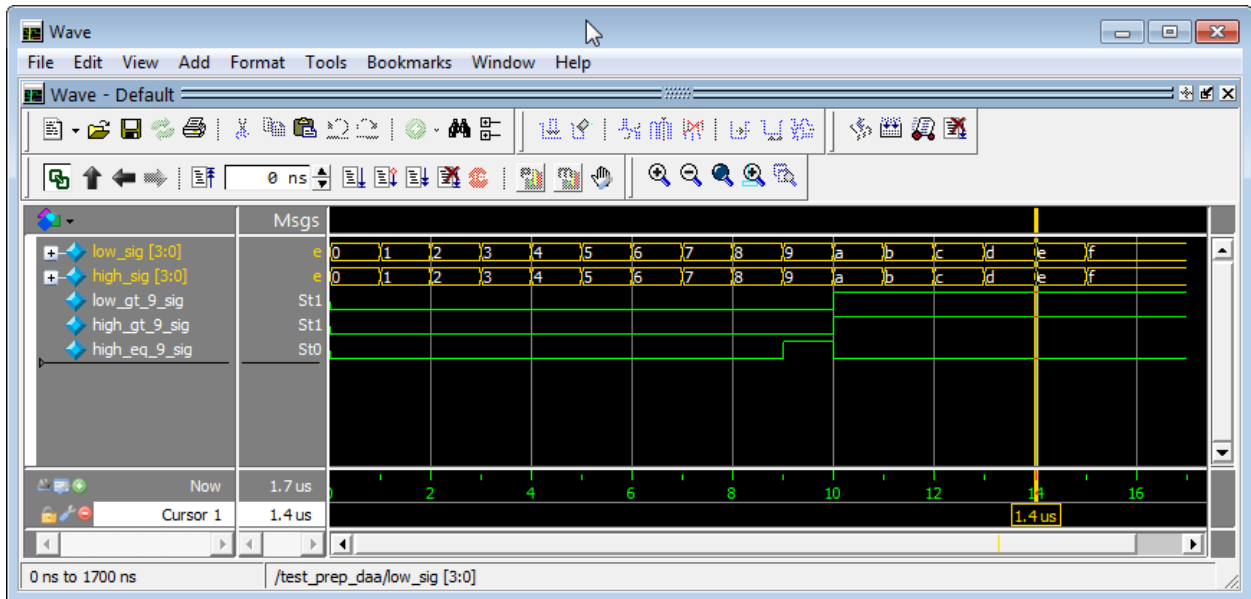 Wave
File Edit View Add Format Tools Bookmarks Window Help
Wave - Default
0 ns
Msgs
low_sig [3:0] e 0 1 2 3 4 5 6 7 8 9 a b c d e f
high_sig [3:0] e 0 1 2 3 4 5 6 7 8 9 a b c d e f
low_gt_9_sig St1
high_gt_9_sig St1
high_eq_9_sig St0
Now 1.7 us 2 4 6 8 10 12 14 16
Cursor 1 1.4 us 1.4 us
0 ns to 1700 ns /test_prep_daa/low_sig [3:0]